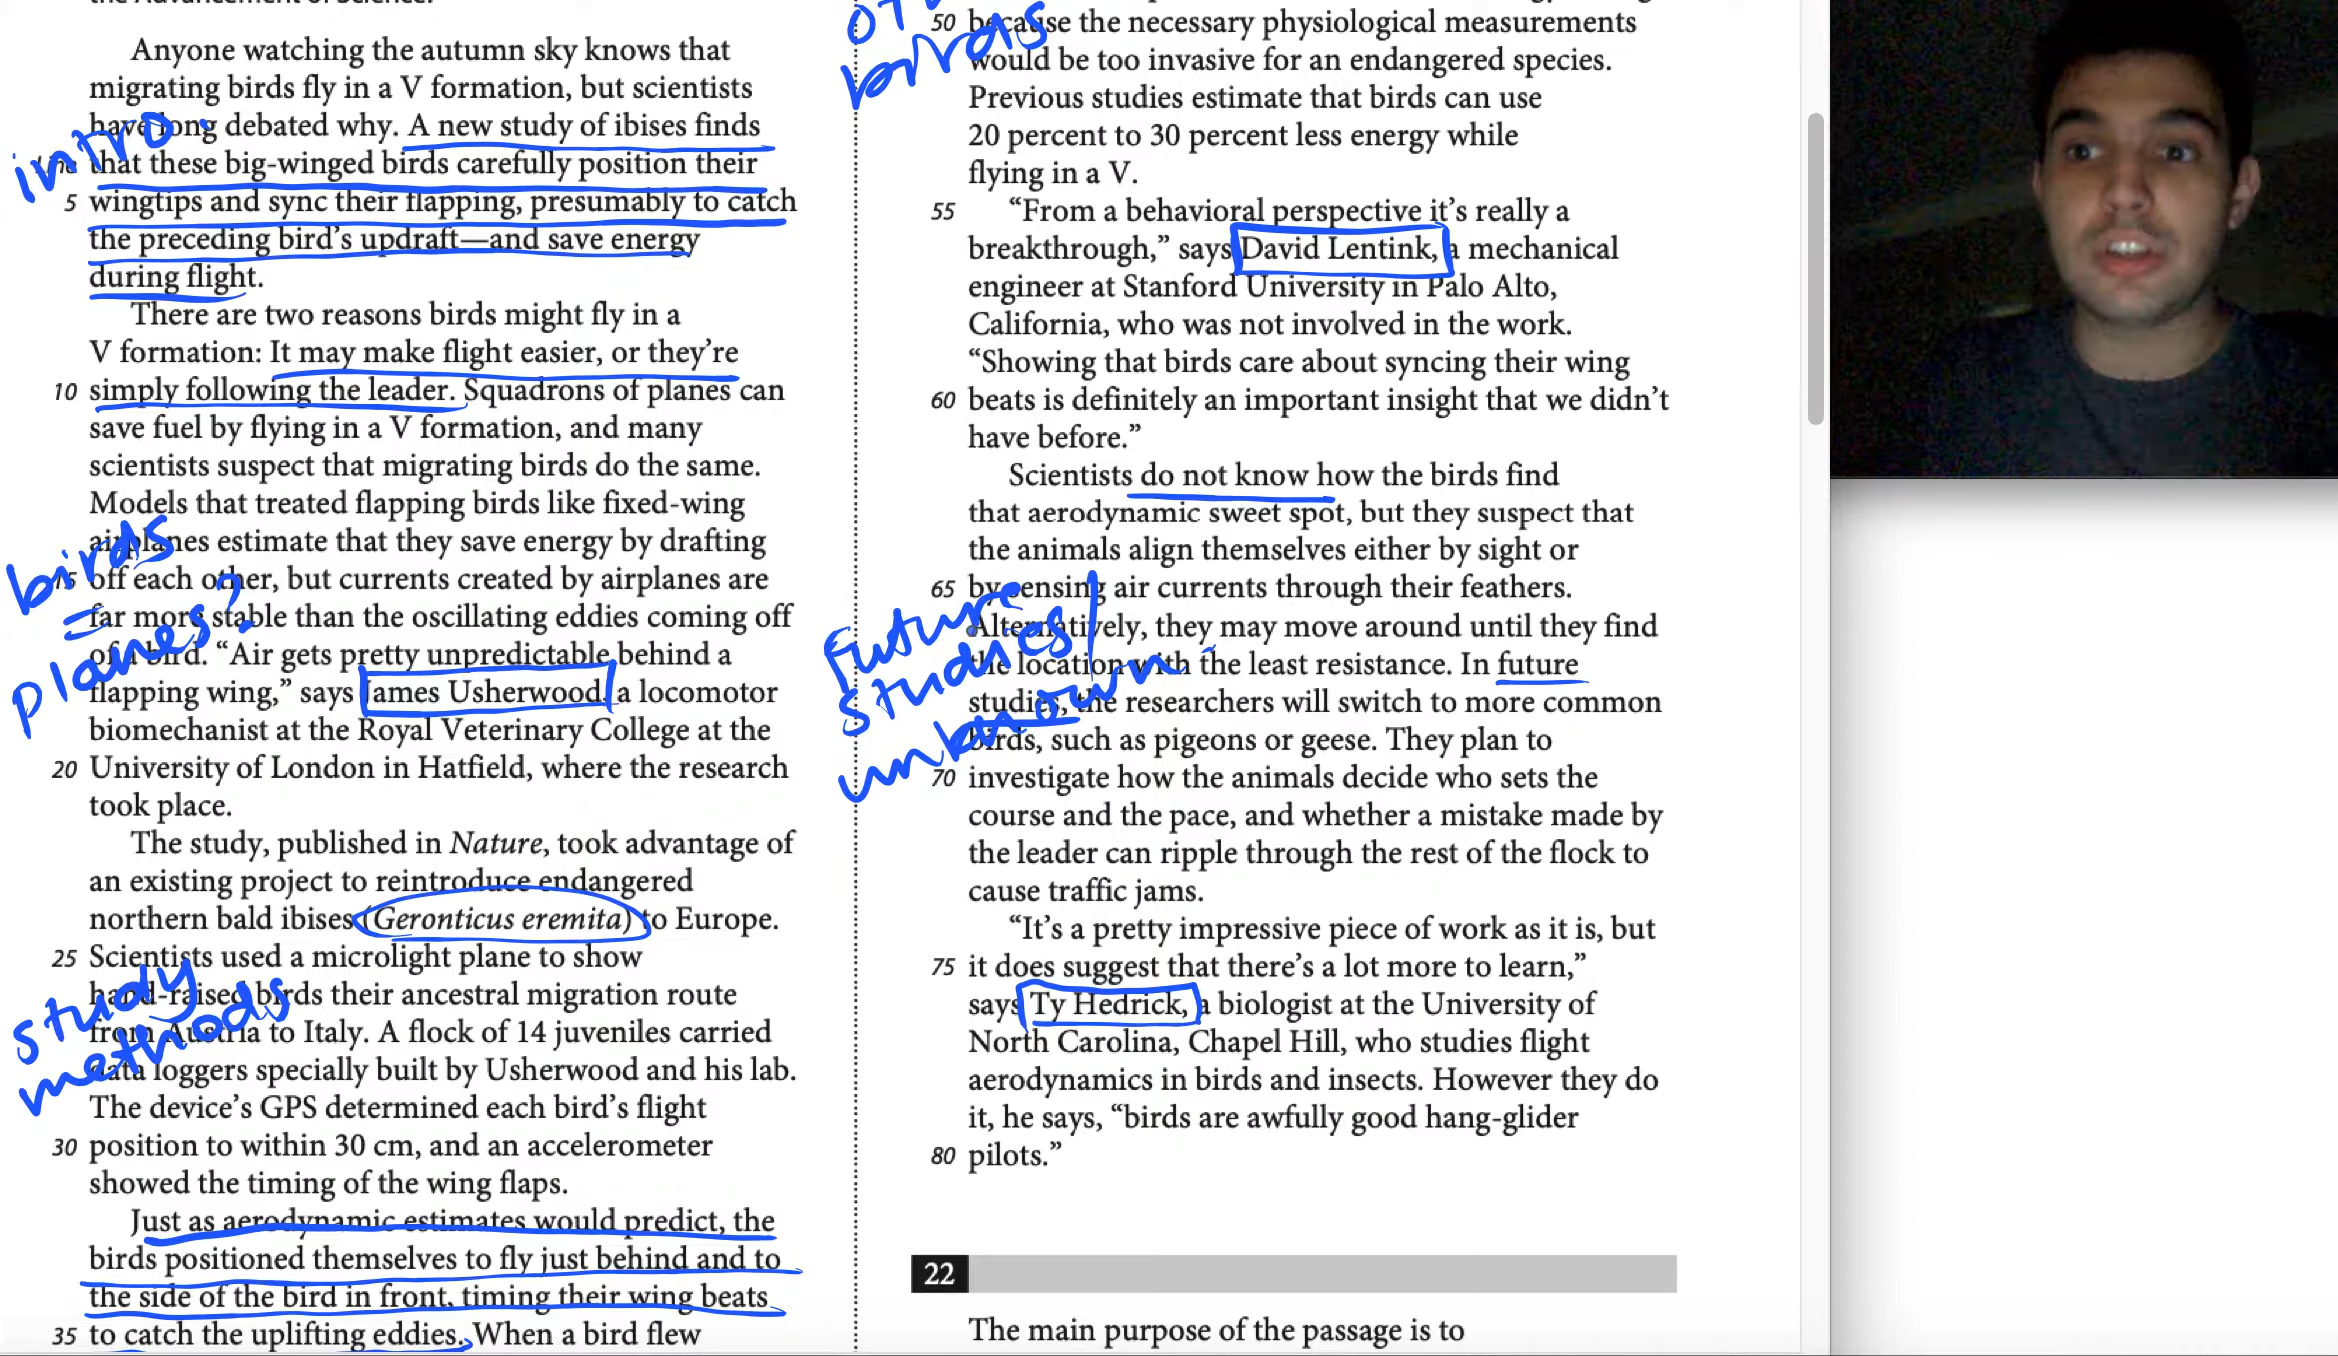 the Advancement of Science.
Anyone watching the autumn sky knows that
migrating birds fly in a V formation, but scientists
have long debated why. A new study of ibises finds
that these big-winged birds carefully position their
5 wingtips and sync their flapping, presumably to catch
the preceding bird's updraft—and save energy
during flight.
intro.
There are two reasons birds might fly in a
V formation: It may make flight easier, or they're
10 simply following the leader. Squadrons of planes can
save fuel by flying in a V formation, and many
scientists suspect that migrating birds do the same.
Models that treated flapping birds like fixed-wing
airplanes estimate that they save energy by drafting
15 off each other, but currents created by airplanes are
far more stable than the oscillating eddies coming off
of a bird. “Air gets pretty unpredictable behind a
flapping wing,” says James Usherwood, a locomotor
biomechanist at the Royal Veterinary College at the
20 University of London in Hatfield, where the research
took place.
birds
=
planes?
The study, published in Nature, took advantage of
an existing project to reintroduce endangered
northern bald ibises (Geronticus eremita) to Europe.
25 Scientists used a microlight plane to show
hand-raised birds their ancestral migration route
from Austria to Italy. A flock of 14 juveniles carried
data loggers specially built by Usherwood and his lab.
The device's GPS determined each bird's flight
30 position to within 30 cm, and an accelerometer
showed the timing of the wing flaps.
study
methods
Just as aerodynamic estimates would predict, the
birds positioned themselves to fly just behind and to
the side of the bird in front, timing their wing beats
35 to catch the uplifting eddies. When a bird flew
birds
50 because the necessary physiological measurements
would be too invasive for an endangered species.
Previous studies estimate that birds can use
20 percent to 30 percent less energy while
flying in a V.
55 “From a behavioral perspective it's really a
breakthrough,” says David Lentink, a mechanical
engineer at Stanford University in Palo Alto,
California, who was not involved in the work.
“Showing that birds care about syncing their wing
60 beats is definitely an important insight that we didn't
have before.”
Scientists do not know how the birds find
that aerodynamic sweet spot, but they suspect that
the animals align themselves either by sight or
65 by sensing air currents through their feathers.
Alternatively, they may move around until they find
the location with the least resistance. In future
studies, the researchers will switch to more common
birds, such as pigeons or geese. They plan to
70 investigate how the animals decide who sets the
course and the pace, and whether a mistake made by
the leader can ripple through the rest of the flock to
cause traffic jams.
Future
studies/
unknown.
“It's a pretty impressive piece of work as it is, but
75 it does suggest that there's a lot more to learn,”
says Ty Hedrick, a biologist at the University of
North Carolina, Chapel Hill, who studies flight
aerodynamics in birds and insects. However they do
it, he says, “birds are awfully good hang-glider
80 pilots.”
22
The main purpose of the passage is to